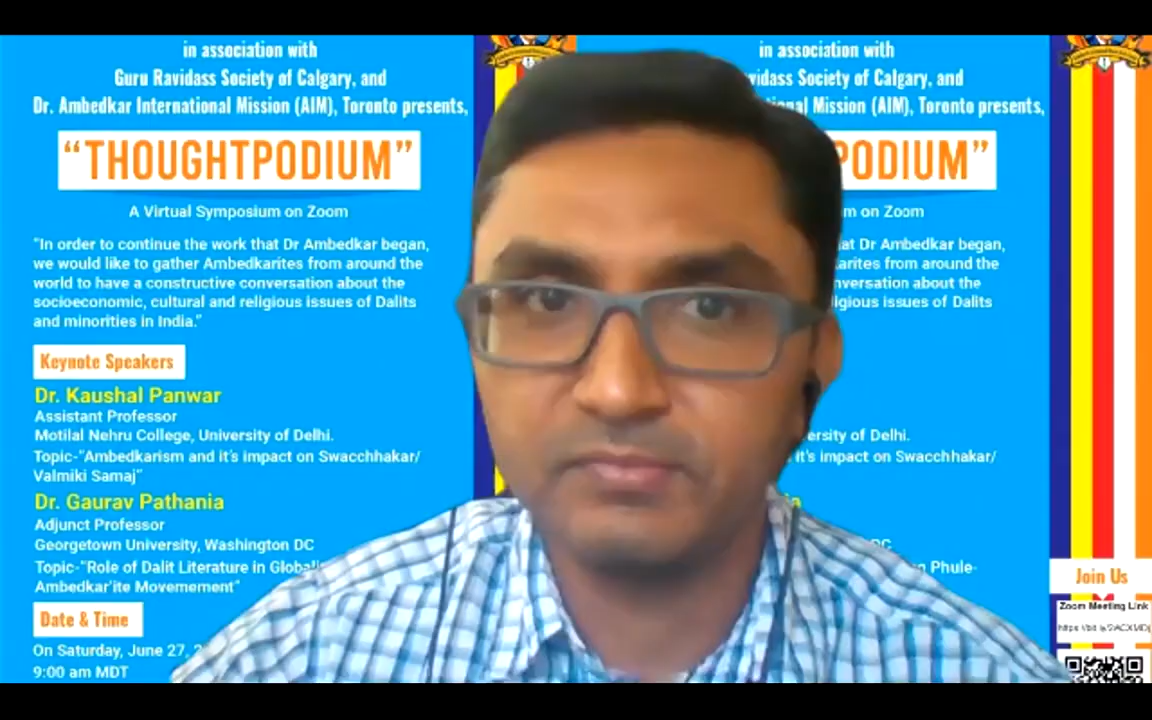 in association with
Guru Ravidass Society of Calgary, and
Dr. Ambedkar International Mission (AIM), Toronto presents,
"THOUGHTPODIUM"
A Virtual Symposium on Zoom
"In order to continue the work that Dr Ambedkar began,
we would like to gather Ambedkarites from around the
world to have a constructive conversation about the
socioeconomic, cultural and religious issues of Dalits
and minorities in India."
Keynote Speakers
Dr. Kaushal Panwar
Assistant Professor
Motilal Nehru College, University of Delhi.
Topic-"Ambedkarism and it's impact on Swacchhakar/
Valmiki Samaj"
Dr. Gaurav Pathania
Adjunct Professor
Georgetown University, Washington DC
Topic-"Role of Dalit Literature in
Ambedkar'ite Movemement"
Date & Time
On Saturday, June 27,
9:00 am MDT
in association with
vidass Society of Calgary, and
Mission (AIM), Toronto presents,
PODIUM"
m on Zoom
at Dr Ambedkar began,
arites from around the
nversation about the
ligious issues of Dalits
ersity of Delhi.
it's impact on Swacchhakar/
n Phule-
Join Us
Zoom Meeting Link